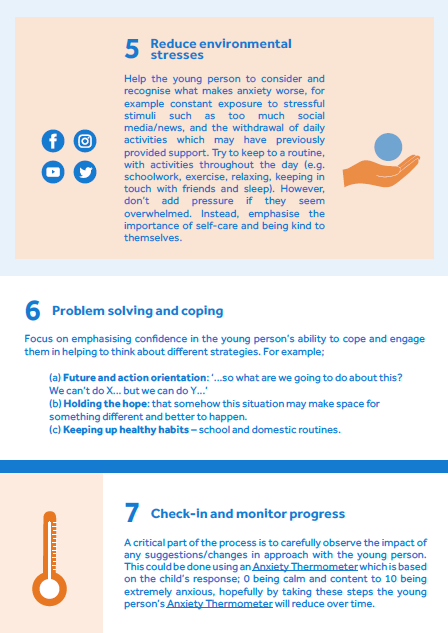 5 Reduce environmental
stresses
Help the young person to consider and
recognise what makes anxiety worse, for
example constant exposure to stressful
stimuli such as too much social
media/news, and the withdrawal of daily
activities which may have previously
provided support. Try to keep to a routine,
with activities throughout the day (e.g.
schoolwork, exercise, relaxing, keeping in
touch with friends and sleep). However,
don't add pressure if they seem
overwhelmed. Instead, emphasise the
importance of self-care and being kind to
themselves.
6 Problem solving and coping
Focus on emphasising confidence in the young person's ability to cope and engage
them in helping to think about different strategies. For example;
(a) Future and action orientation: '...so what are we going to do about this?
We can't do X... but we can do Y...'
(b) Holding the hope: that somehow this situation may make space for
something different and better to happen.
(c) Keeping up healthy habits – school and domestic routines.
7 Check-in and monitor progress
A critical part of the process is to carefully observe the impact of
any suggestions/changes in approach with the young person.
This could be done using an Anxiety Thermometer which is based
on the child's response; 0 being calm and content to 10 being
extremely anxious, hopefully by taking these steps the young
person's Anxiety Thermometer will reduce over time.